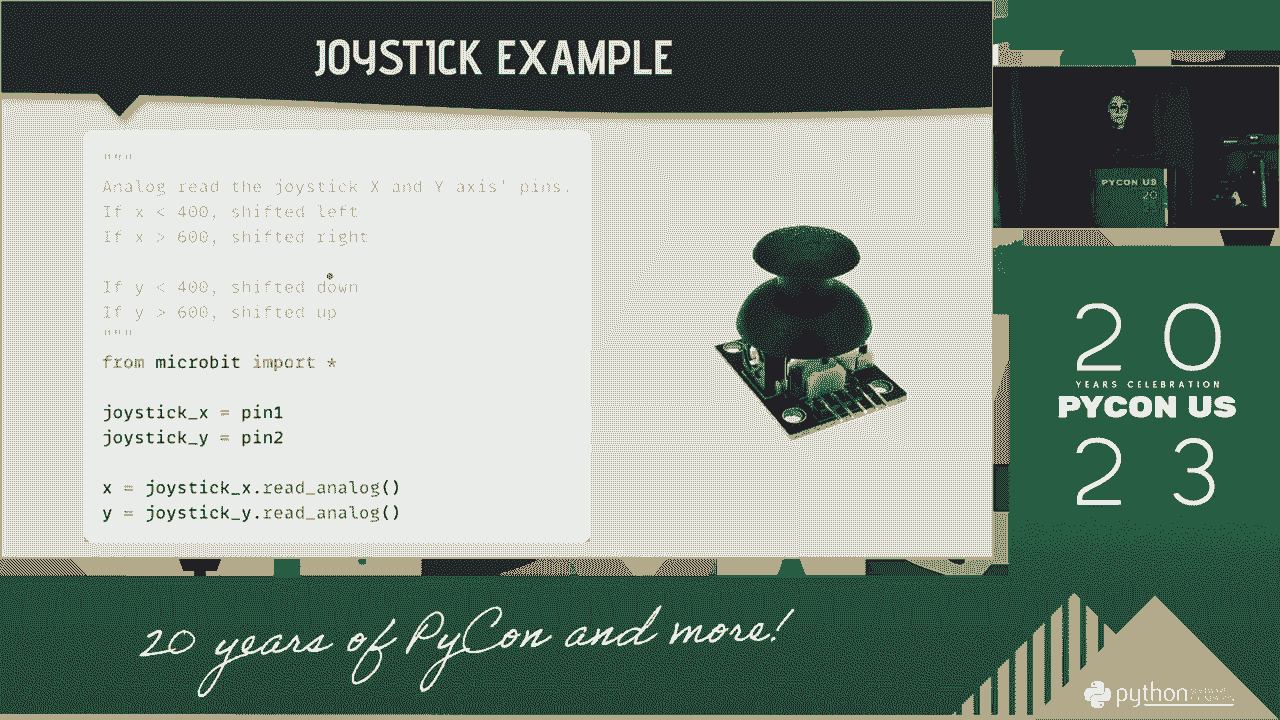 JOYSTICK EXAMPLE
"""
Analog read the joystick X and Y axis' pins.
If x < 400, shifted left
If x > 600, shifted right
If y < 400, shifted down
If y > 600, shifted up
"""
from microbit import *
joystick_x = pin1
joystick_y = pin2
x = joystick_x.read_analog()
y = joystick_y.read_analog()
PYCON US
20
20
YEARS CELEBRATION
PYCON US
23
20 years of PyCon and more!
python